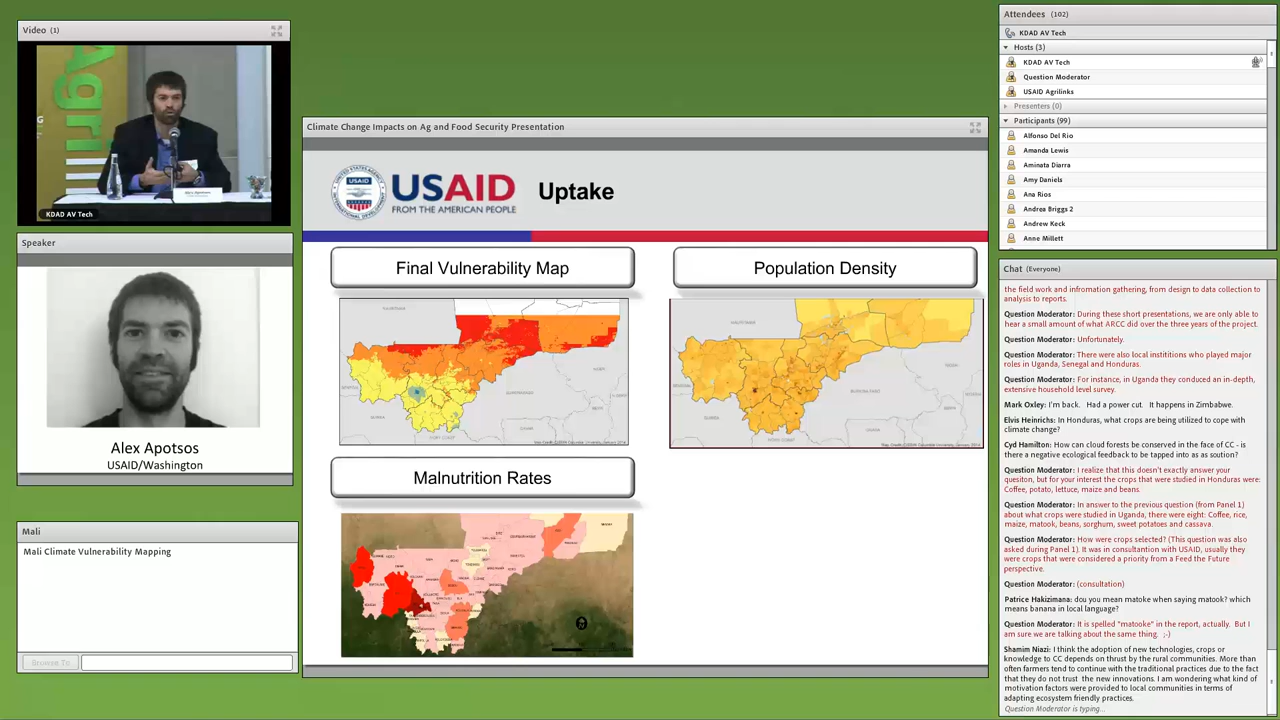 Video (1)
KDAD AV Tech
Speaker
Alex Apotsos
USAID/Washington
Mali
Mali Climate Vulnerability Mapping
Browse To
Climate Change Impacts on Ag and Food Security Presentation
USAID
FROM THE AMERICAN PEOPLE
Uptake
Final Vulnerability Map
Population Density
Malnutrition Rates
Attendees (102)
KDAD AV Tech
Hosts (3)
KDAD AV Tech
Question Moderator
USAID Agrilinks
Presenters (0)
Participants (99)
Alfonso Del Rio
Amanda Lewis
Aminata Diarra
Amy Daniels
Ana Rios
Andrea Briggs 2
Andrew Keck
Anne Millett
Chat (Everyone)
the field work and infromation gathering, from design to data collection to
analysis to reports.
Question Moderator: During these short presentations, we are only able to
hear a small amount of what ARCC did over the three years of the project.
Question Moderator: Unfortunately.
Question Moderator: There were also local instititions who played major
roles in Uganda, Senegal and Honduras.
Question Moderator: For instance, in Uganda they conducted an in-depth,
extensive household level survey.
Mark Oxley: I'm back. Had a power cut. It happens in Zimbabwe.
Elvis Heinrichs: In Honduras, what crops are being utilized to cope with
climate change?
Cyd Hamilton: How can cloud forests be conserved in the face of CC - is
there a negative ecological feedback to be tapped into as as soution?
Question Moderator: I realize that this doesn't exactly answer your
quesiton, but for your interest the crops that were studied in Honduras were:
Coffee, potato, lettuce, maize and beans.
Question Moderator: In answer to the previous question (from Panel 1)
about what crops were studied in Uganda, there were eight: Coffee, rice,
maize, matook, beans, sorghum, sweet potatoes and cassava.
Question Moderator: How were crops selected? (This question was also
asked during Panel 1). It was in consultantion with USAID, usually they
were crops that were considered a priority from a Feed the Future
perspective.
Question Moderator: (consultation)
Patrice Hakizimana: dou you mean matoke when saying matook? which
means banana in local language?
Question Moderator: It is spelled "matooke" in the report, actually. But I
am sure we are talking about the same thing. ;-)
Shamim Niazi: I think the adoption of new technologies, crops or
knowledge to CC depends on thrust by the rural communities. More than
often farmers tend to continue with the traditional practices due to the fact
that they do not trust the new innovations. I am wondering what kind of
motivation factors were provided to local communities in terms of
adapting ecosystem friendly practices.
Question Moderator is typing...